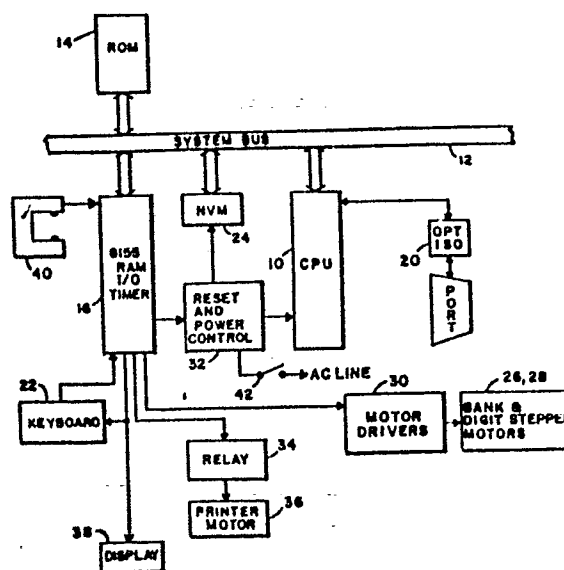 14
ROM
SYSTEM BUS
12
40
8155
RAM
I/O
TIMER
16
NVM
24
10
CPU
OPT
ISO
20
PORT
RESET
AND
POWER
CONTROL
32
42
AC LINE
22
KEYBOARD
30
MOTOR
DRIVERS
26, 28
BANK &
DIGIT STEPPER
MOTORS
34
RELAY
PRINTER
MOTOR
36
38
DISPLAY